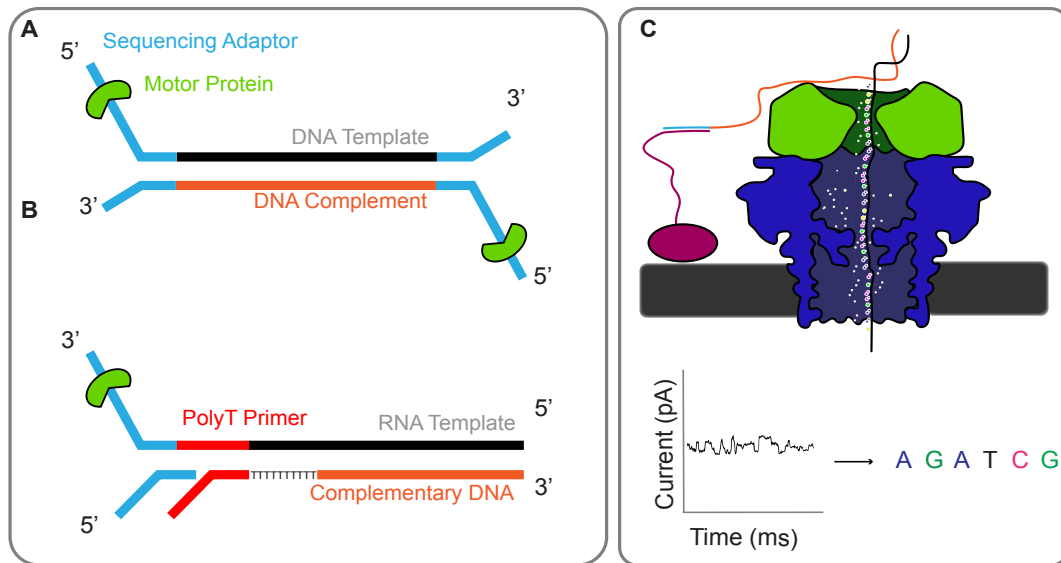 A
5’
Sequencing Adaptor
Motor Protein
3’
DNA Template
3’
DNA Complement
5’
B
3’
PolyT Primer
RNA Template
5’
TTTTTTTTT
Complementary DNA
3’
5’
C
Current (pA)
Time (ms)
A G A T C G